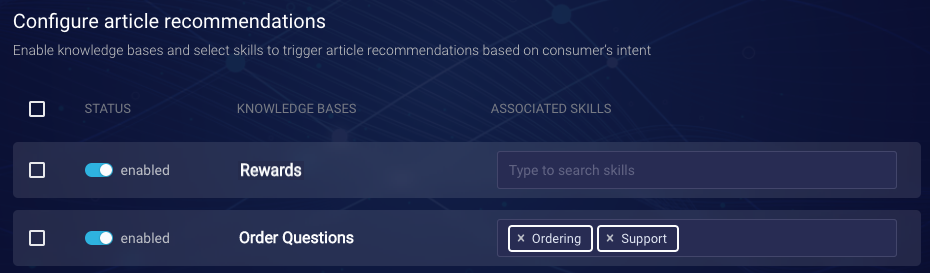 Configure article recommendations
Enable knowledge bases and select skills to trigger article recommendations based on consumer's intent
STATUS KNOWLEDGE BASES ASSOCIATED SKILLS
enabled Rewards Type to search skills
enabled Order Questions × Ordering × Support